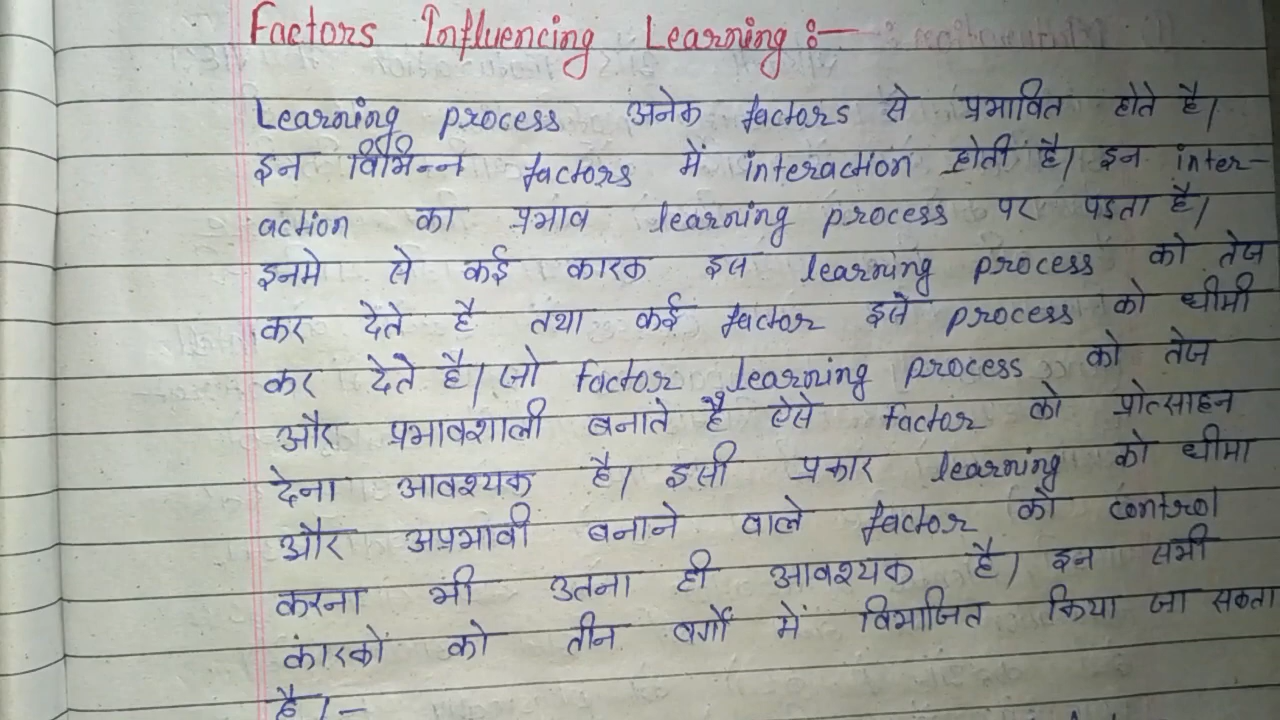 Factors Influencing Learning :—
Learning process अनेक factors से प्रभावित होते है।
इन विभिन्न factors में interaction होती है। इन inter-
action का प्रभाव learning process पर पडता है।
इनमे से कई कारक इस learning process को तेज
कर देते है तथा कई factor इसे process को धीमी
कर देते है। जो factor learning process को तेज
और प्रभावशाली बनाते है ऐसे factor को प्रोत्साहन
देना आवश्यक है। इसी प्रकार learning को धीमा
और अप्रभावी बनाने वाले factor को control
करना भी उतना ही आवश्यक है। इन सभी
कारकों को तीन वर्गों में विभाजित किया जा सकता
है।—